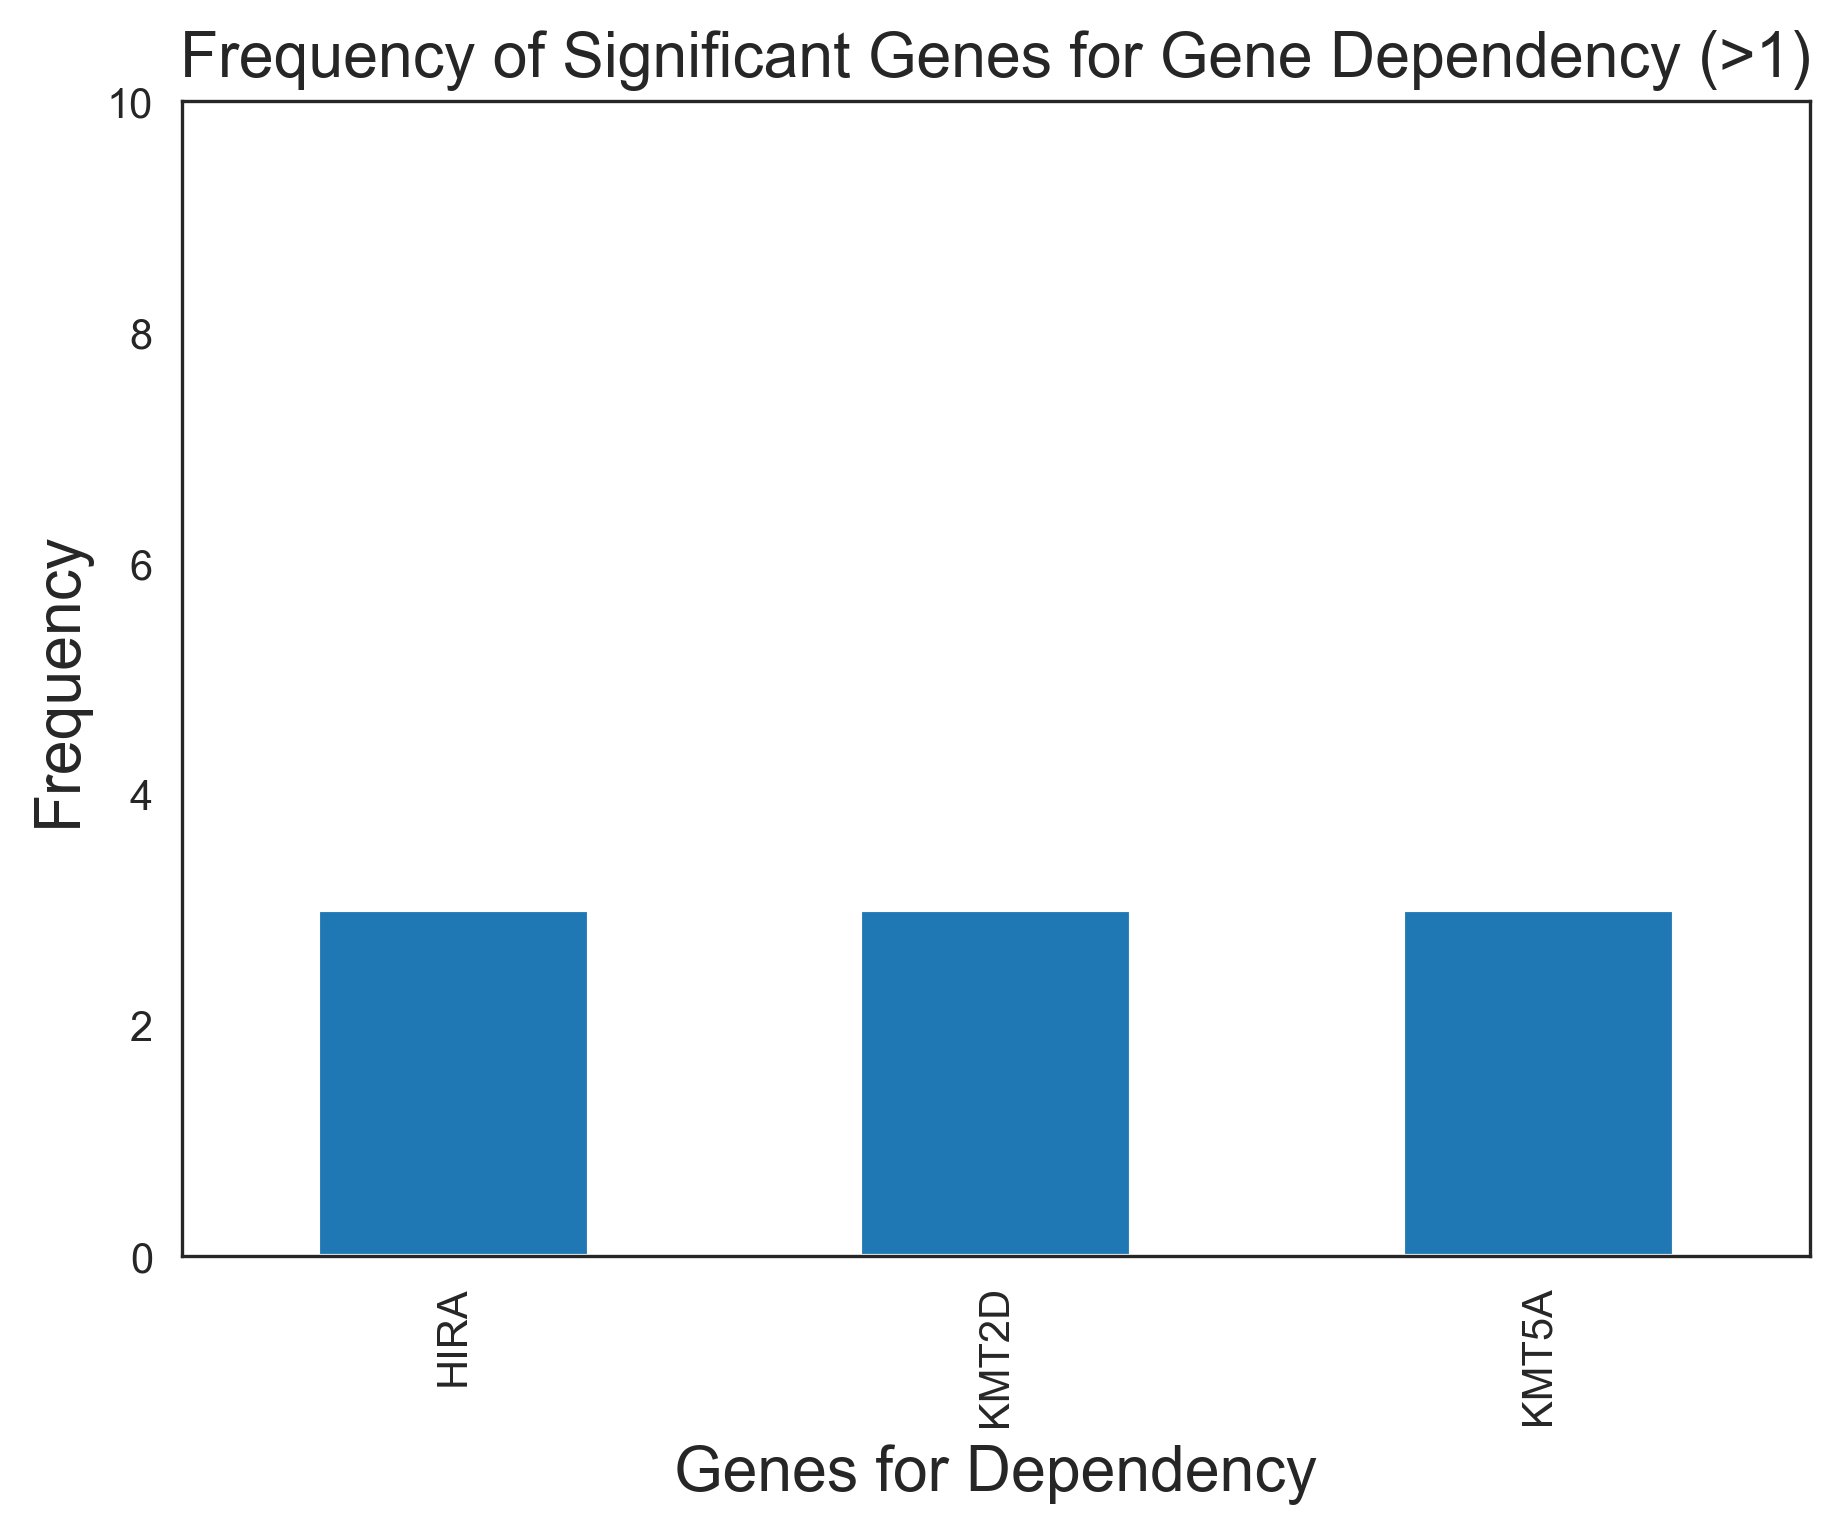 Frequency of Significant Genes for Gene Dependency (>1)
10
8
6
4
2
0
Frequency
HIRA
KMT2D
KMT5A
Genes for Dependency